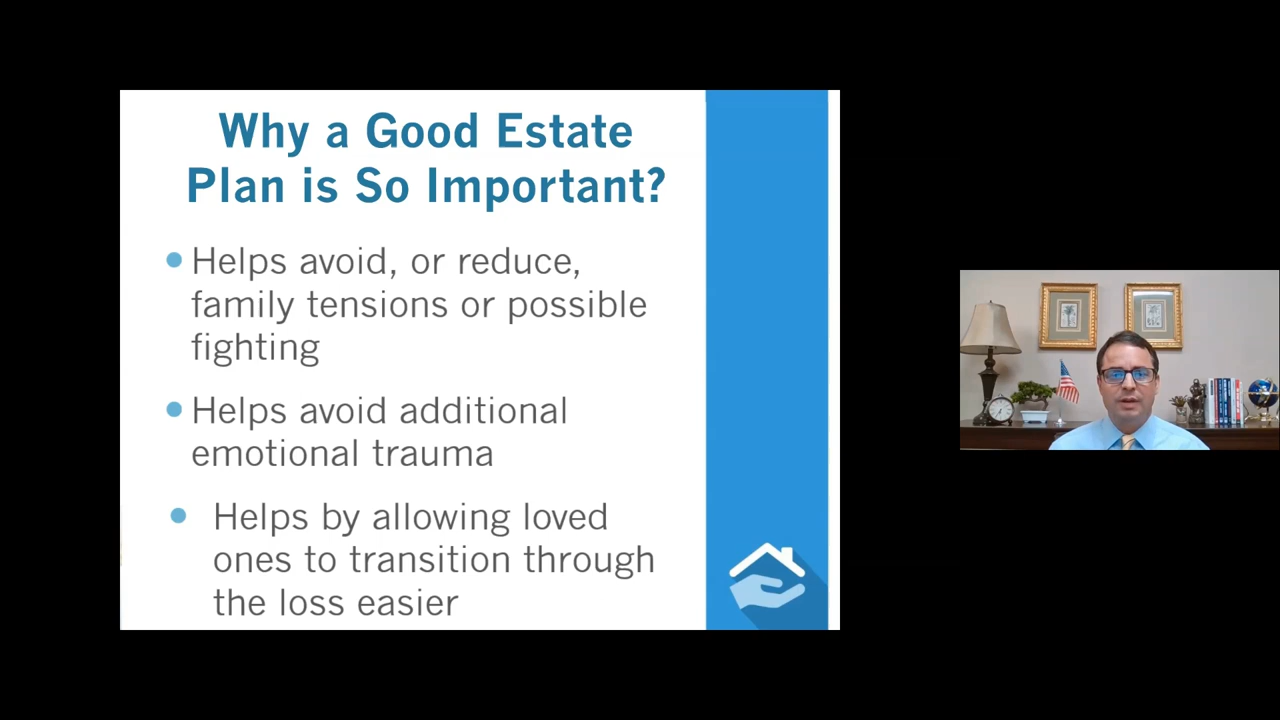 Why a Good Estate
Plan is So Important?
Helps avoid, or reduce,
family tensions or possible
fighting
Helps avoid additional
emotional trauma
Helps by allowing loved
ones to transition through
the loss easier